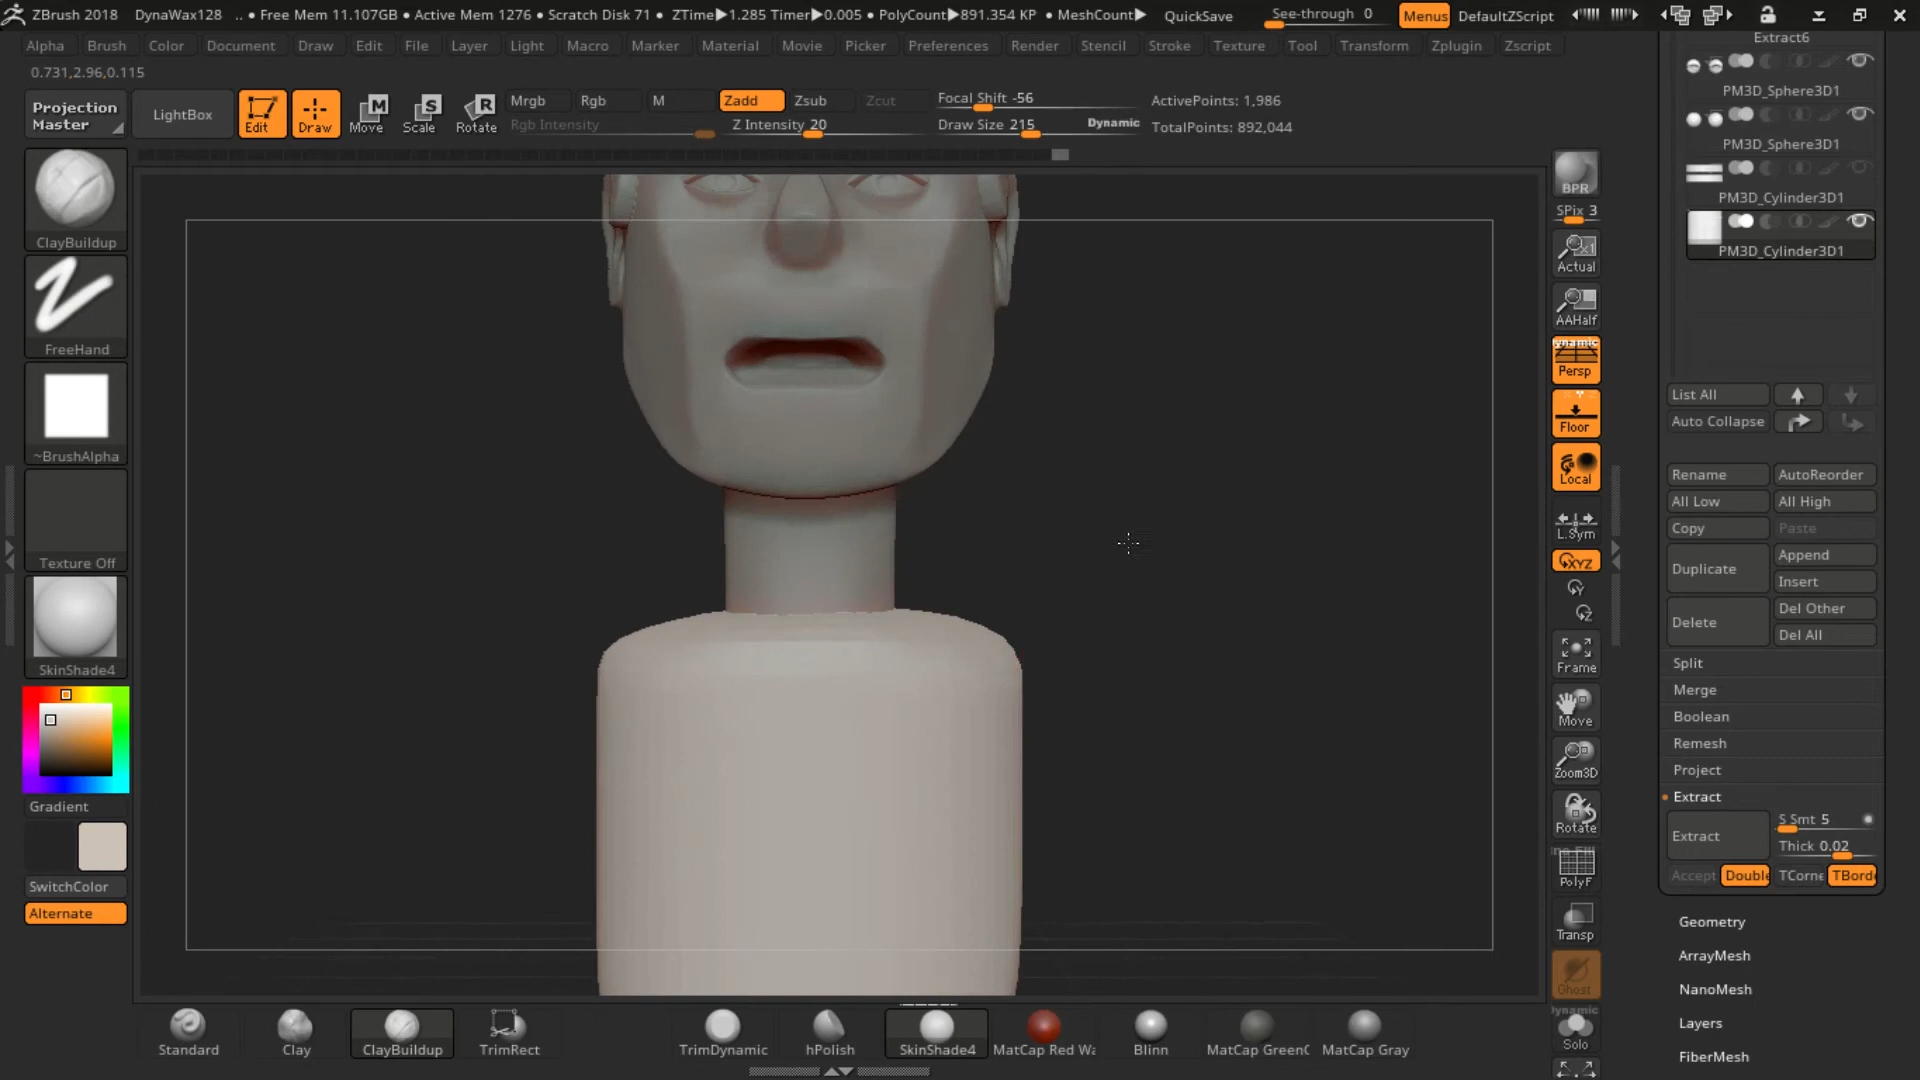 ZBrush 2018 DynaWax128 .. • Free Mem 11.107GB • Active Mem 1276 • Scratch Disk 71 • ZTime▶1.285 Timer▶0.005 • PolyCount▶891.354 KP • MeshCount▶ QuickSave See-through 0 Menus DefaultZScript
Alpha Brush Color Document Draw Edit File Layer Light Macro Marker Material Movie Picker Preferences Render Stencil Stroke Texture Tool Transform Zplugin Zscript
0.731,2.96,0.115
Projection Master
LightBox
Edit
Draw
Move
Scale
Rotate
Mrgb Rgb M Zadd Zsub Zcut
Rgb Intensity Z Intensity 20
Focal Shift -56
Draw Size 215 Dynamic
ActivePoints: 1,986
TotalPoints: 892,044
ClayBuildup
FreeHand
~BrushAlpha
Texture Off
SkinShade4
Gradient
SwitchColor
Alternate
BPR
SPix 3
Actual
AAHalf
Dynamic
Persp
Floor
Local
L.Sym
XYZ
Y
Z
Frame
Move
Zoom3D
Rotate
PolyF
Transp
Ghost
Dynamic
Solo
Extract6
PM3D_Sphere3D1
PM3D_Sphere3D1
PM3D_Cylinder3D1
PM3D_Cylinder3D1
List All
Auto Collapse
Rename AutoReorder
All Low All High
Copy Paste
Duplicate Append
Insert
Delete Del Other
Del All
Split
Merge
Boolean
Remesh
Project
Extract
Extract S Smt 5
Thick 0.02
Accept Double TCorne TBorde
Geometry
ArrayMesh
NanoMesh
Layers
FiberMesh
Standard Clay ClayBuildup TrimRect TrimDynamic hPolish SkinShade4 MatCap Red Wa Blinn MatCap GreenC MatCap Gray